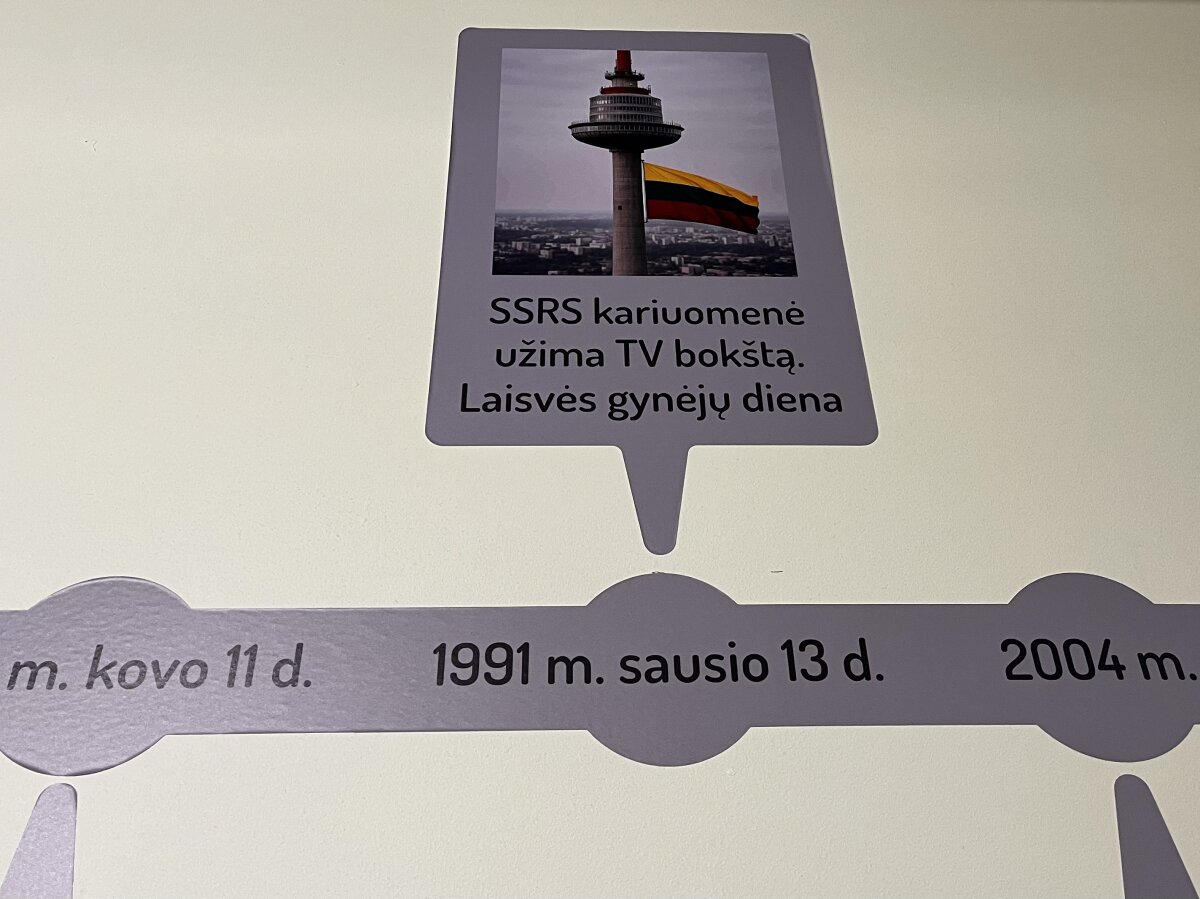 SSRS kariuomenė
užima TV bokštą.
Laisvės gynėjų diena
m. kovo 11 d.
1991 m. sausio 13 d.
2004 m.